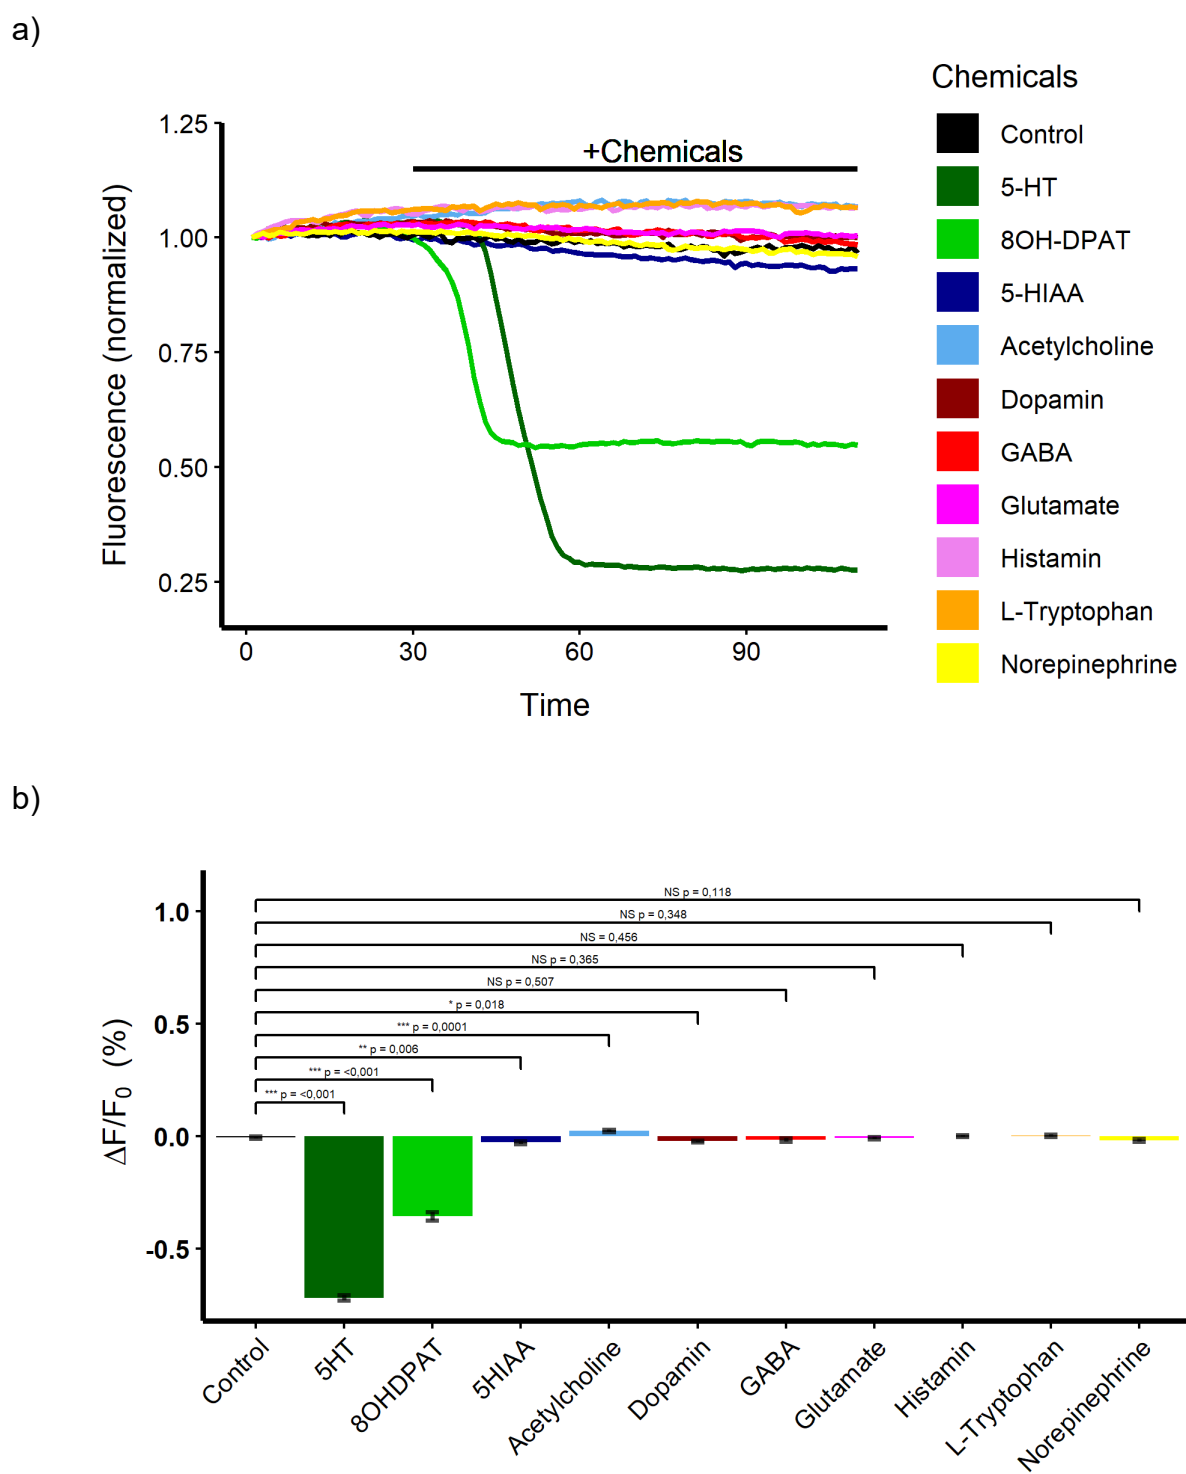 a)
Chemicals
Control
5-HT
8OH-DPAT
5-HIAA
Acetylcholine
Dopamin
GABA
Glutamate
Histamin
L-Tryptophan
Norepinephrine
+Chemicals
Fluorescence (normalized)
1.25
1.00
0.75
0.50
0.25
0
30
60
90
Time
b)
ΔF/F0 (%)
1.0
0.5
0.0
-0.5
NS p = 0,118
NS p = 0,348
NS = 0,456
NS p = 0,365
NS p = 0,507
* p = 0,018
*** p = 0,0001
** p = 0,006
*** p = <0,001
*** p = <0,001
Control
5HT
8OHDPAT
5HIAA
Acetylcholine
Dopamin
GABA
Glutamate
Histamin
L-Tryptophan
Norepinephrine